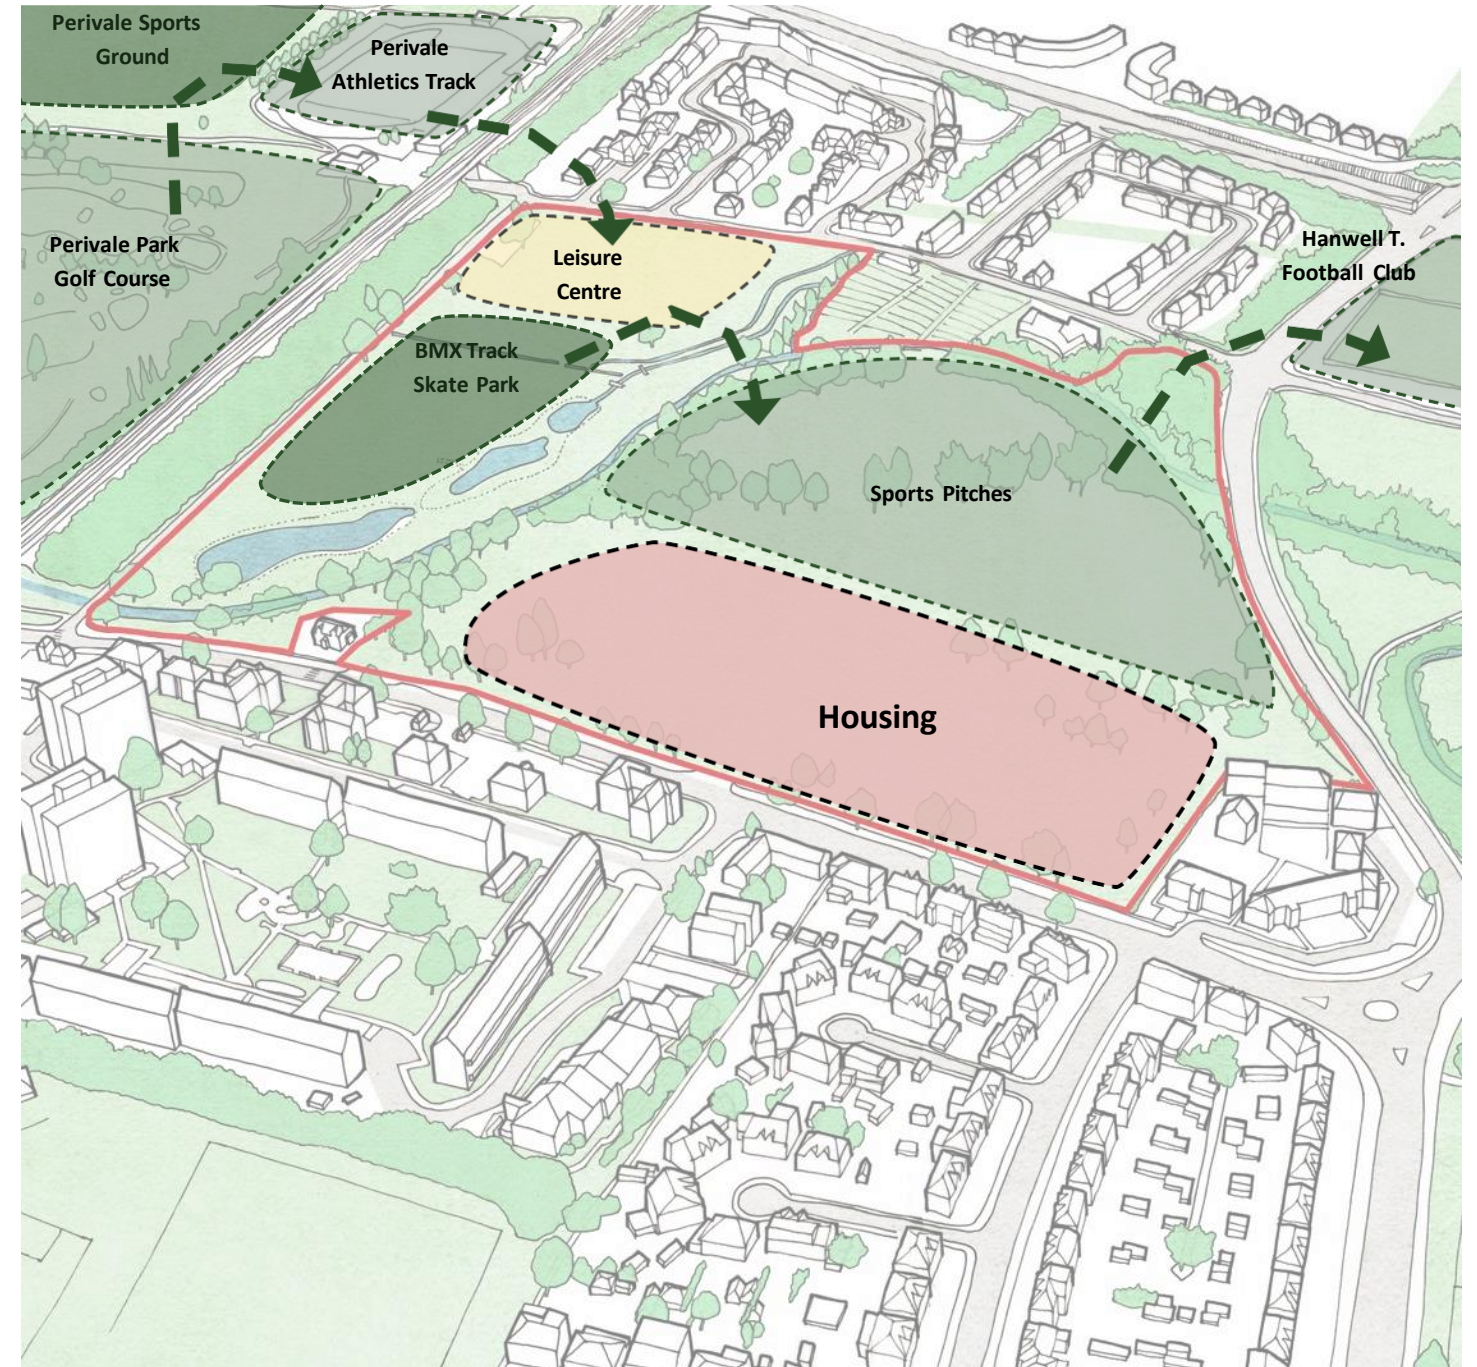 Perivale Sports
Ground
Perivale
Athletics Track
Perivale Park
Golf Course
Leisure
Centre
Hanwell T.
Football Club
BMX Track
Skate Park
Sports Pitches
Housing